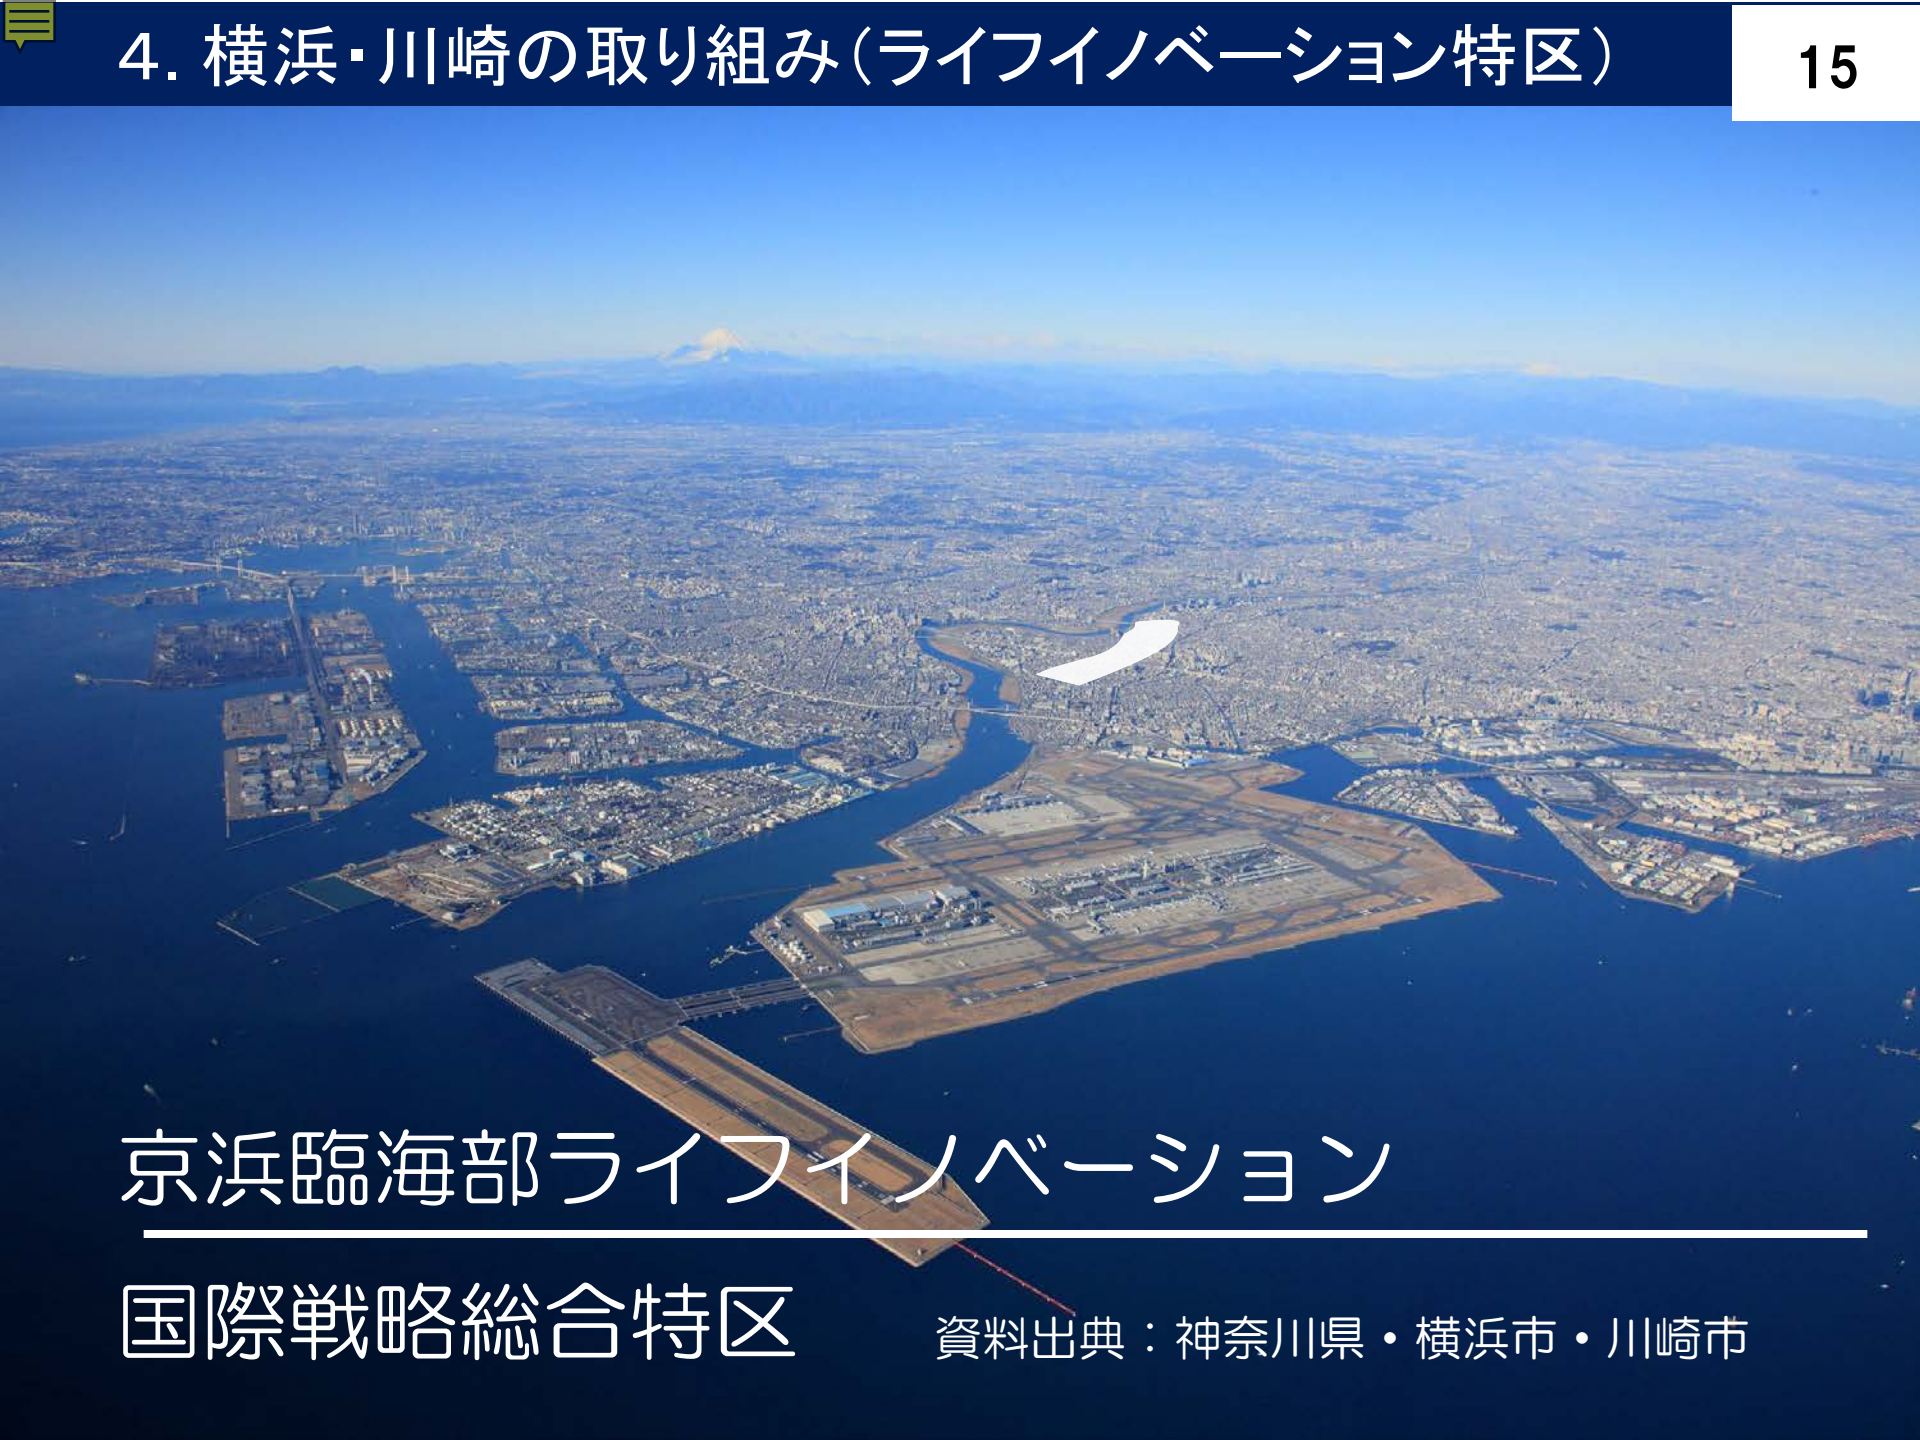 ４．横浜・川崎の取り組み（ライフイノベーション特区）
15
京浜臨海部ライフイノベーション
国際戦略総合特区
資料出典：神奈川県・横浜市・川崎市